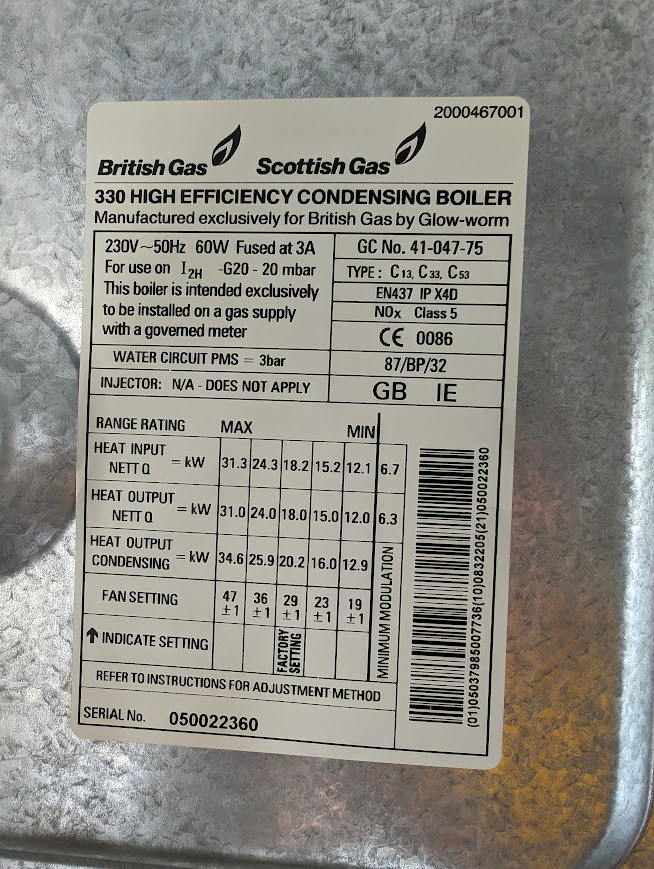 2000467001
British Gas Scottish Gas
330 HIGH EFFICIENCY CONDENSING BOILER
Manufactured exclusively for British Gas by Glow-worm
230V~50Hz 60W Fused at 3A
For use on I2H -G20 - 20 mbar
This boiler is intended exclusively
to be installed on a gas supply
with a governed meter
GC No. 41-047-75
TYPE : C13, C33, C53
EN437 IP X4D
NOx Class 5
CE 0086
WATER CIRCUIT PMS = 3bar
87/BP/32
INJECTOR: N/A - DOES NOT APPLY
GB IE
RANGE RATING MAX MIN
HEAT INPUT
NETT Q = kW 31.3 24.3 18.2 15.2 12.1 6.7
HEAT OUTPUT
NETT Q = kW 31.0 24.0 18.0 15.0 12.0 6.3
HEAT OUTPUT
CONDENSING = kW 34.6 25.9 20.2 16.0 12.9
FAN SETTING 47 ±1 36 ±1 29 ±1 23 ±1 19 ±1
MINIMUM MODULATION
↑ INDICATE SETTING
FACTORY
SETTING
REFER TO INSTRUCTIONS FOR ADJUSTMENT METHOD
SERIAL No. 050022360
(01)05037985007736(10)0832205(21)050022360